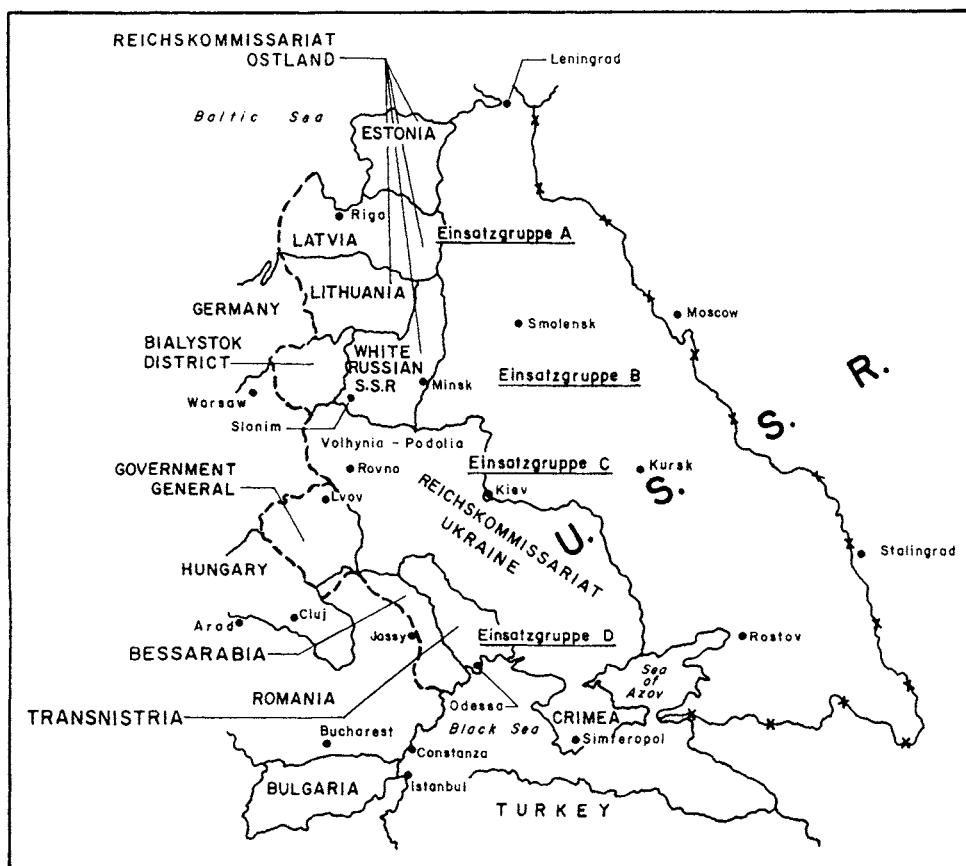 REICHSKOMMISSARIAT
OSTLAND
Leningrad
Baltic Sea
ESTONIA
Riga
LATVIA
Einsatzgruppe A
LITHUANIA
GERMANY
Moscow
Smolensk
BIALYSTOK
DISTRICT
WHITE
RUSSIAN
S.S.R
Minsk
Einsatzgruppe B
Warsaw
Slonim
Volhynia - Podolia
GOVERNMENT
GENERAL
Rovna
Einsatzgruppe C
Kursk
Lvov
Kiev
REICHSKOMMISSARIAT
UKRAINE
U. S. S. R.
Stalingrad
HUNGARY
Arad
Cluj
Jassy
Einsatzgruppe D
Rostov
BESSARABIA
Sea
of
Azov
ROMANIA
TRANSNISTRIA
Odessa
Black Sea
CRIMEA
Simferopol
Bucharest
Constanza
BULGARIA
Istanbul
TURKEY